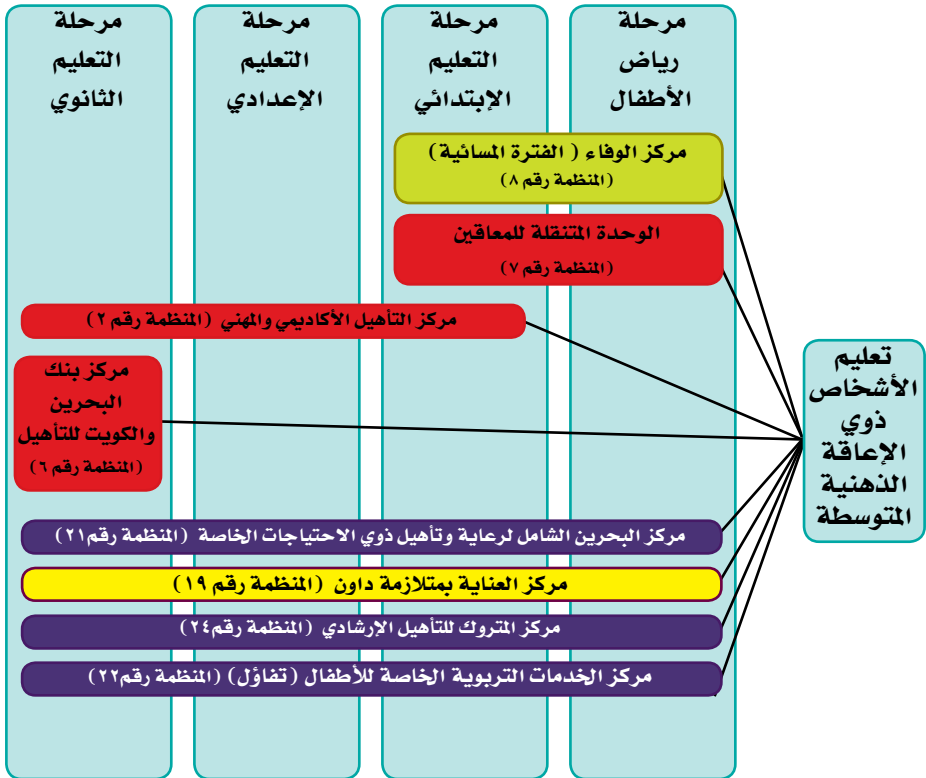 مرحلة
رياض
الأطفال
مرحلة
التعليم
الإبتدائي
مرحلة
التعليم
الإعدادي
مرحلة
التعليم
الثانوي
مركز الوفاء ( الفترة المسائية )
(المنظمة رقم ٨)
الوحدة المتنقلة للمعاقين
(المنظمة رقم ٧)
مركز التأهيل الأكاديمي والمهني (المنظمة رقم ٢)
مركز بنك
البحرين
والكويت للتأهيل
(المنظمة رقم ٦)
مركز البحرين الشامل لرعاية وتأهيل ذوي الاحتياجات الخاصة (المنظمة رقم٢١)
مركز العناية بمتلازمة داون (المنظمة رقم ١٩)
مركز المتروك للتأهيل الإرشادي (المنظمة رقم٢٤)
مركز الخدمات التربوية الخاصة للأطفال (تفاؤل) (المنظمة رقم٢٢)
تعليم
الأشخاص
ذوي
الإعاقة
الذهنية
المتوسطة